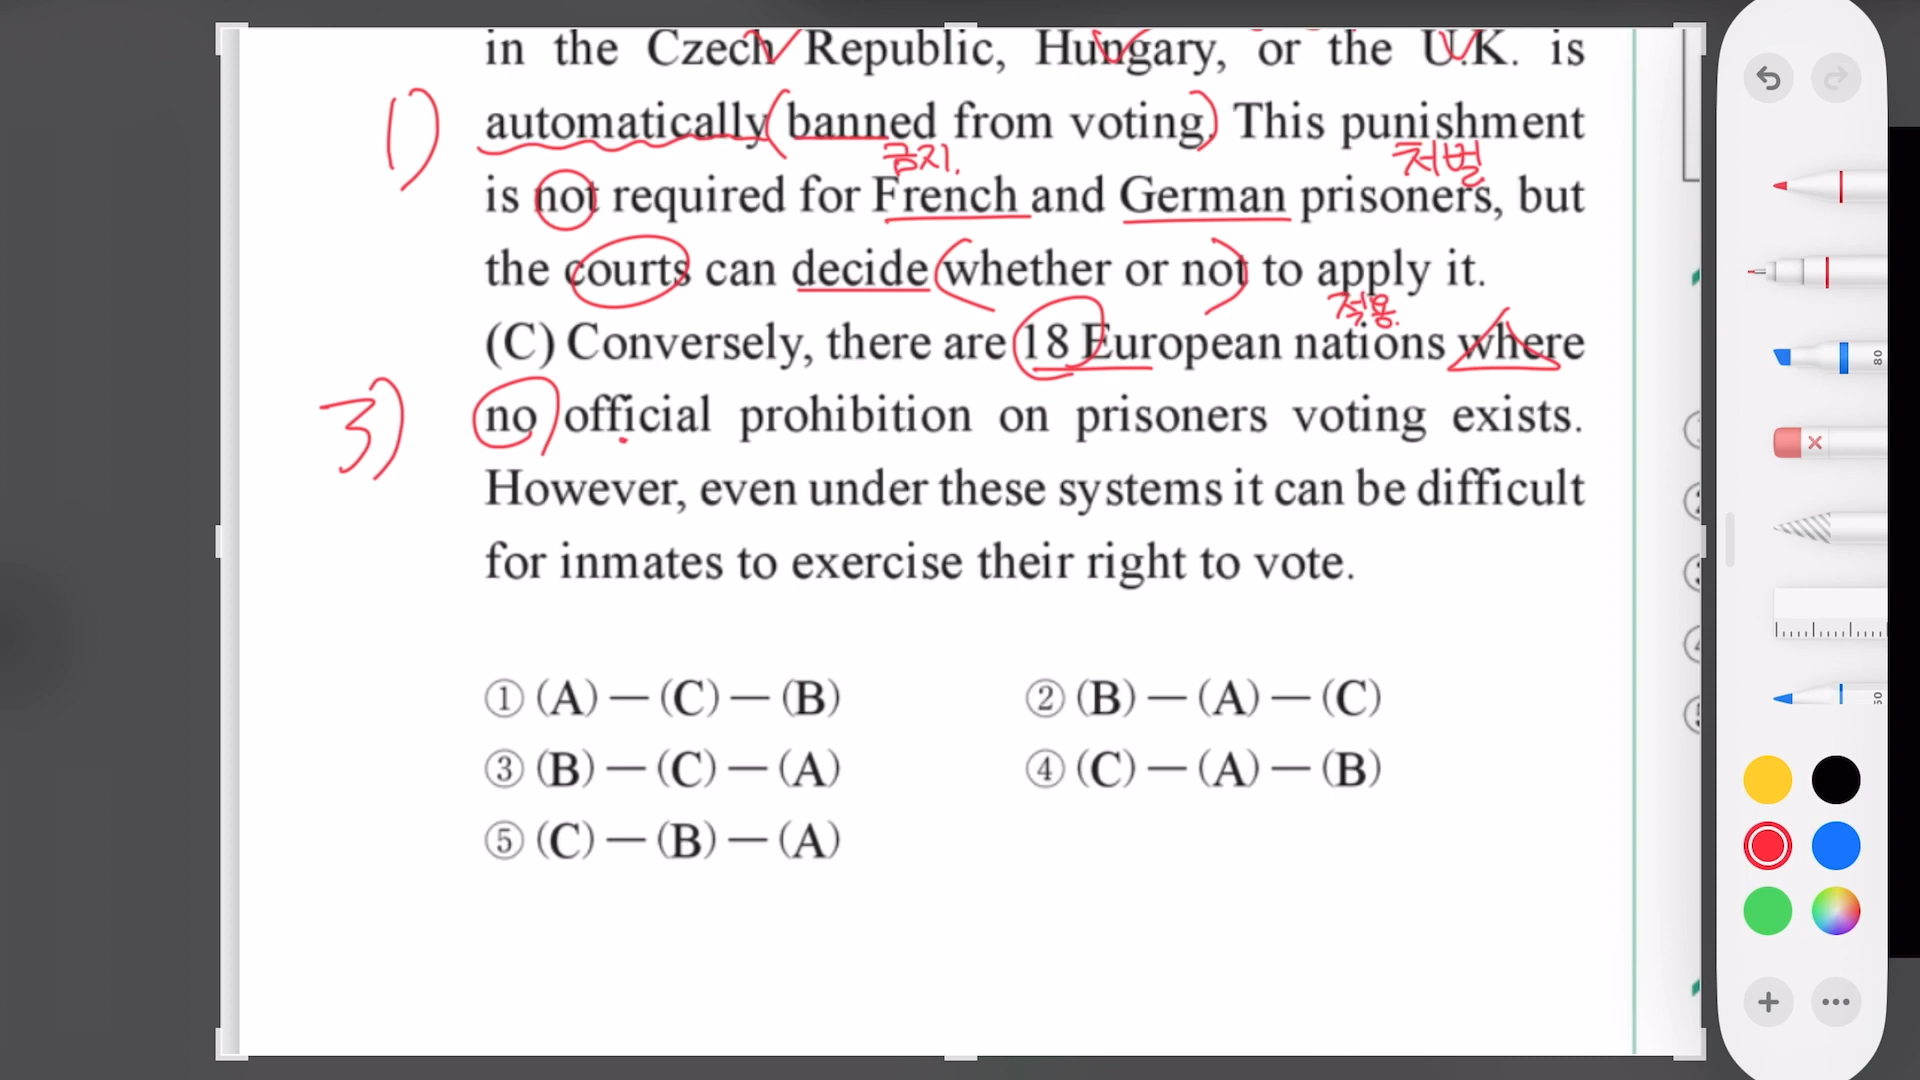 in the Czech Republic, Hungary, or the U.K. is
1) automatically (banned from voting.) This punishment
금지. 처벌
is not required for French and German prisoners, but
the courts can decide (whether or not) to apply it.
적용.
(C) Conversely, there are 18 European nations where
3) no official prohibition on prisoners voting exists.
However, even under these systems it can be difficult
for inmates to exercise their right to vote.
① (A) — (C) — (B) ② (B) — (A) — (C)
③ (B) — (C) — (A) ④ (C) — (A) — (B)
⑤ (C) — (B) — (A)
80
50